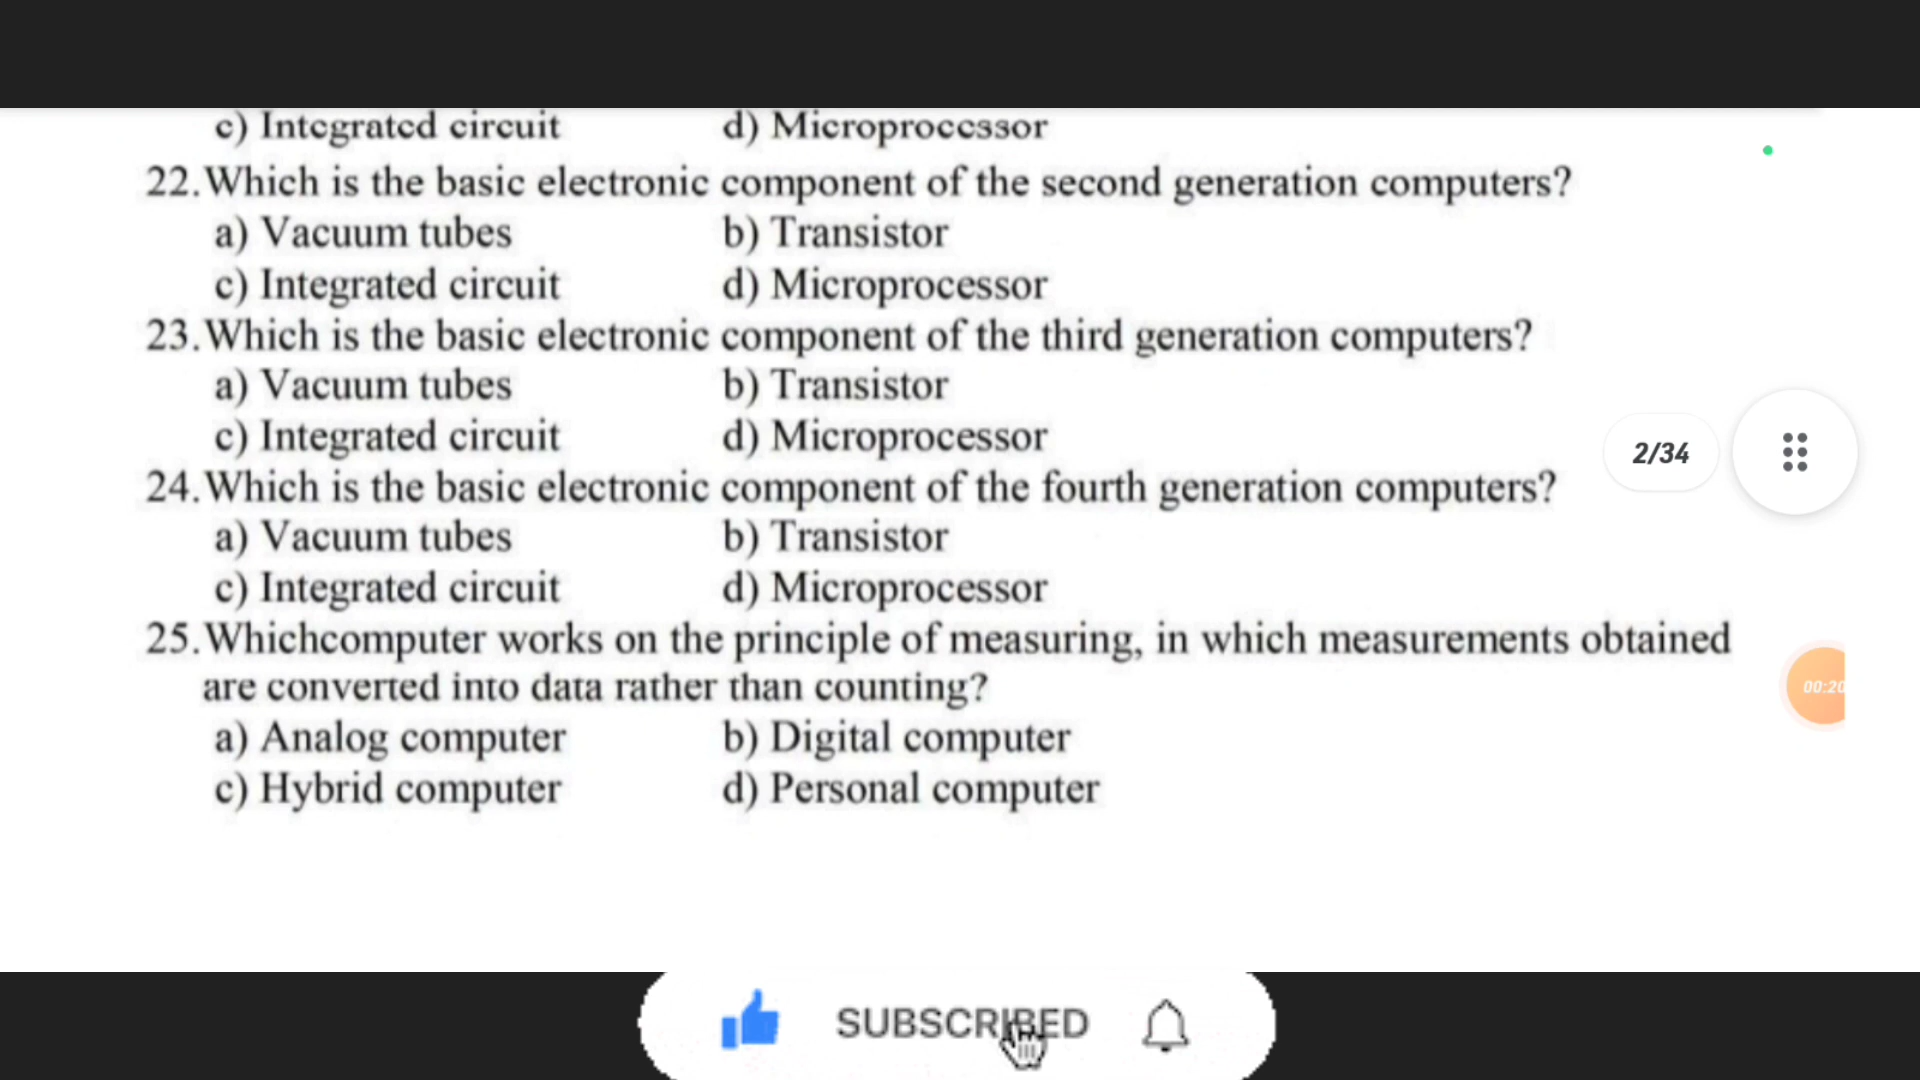 c) Integrated circuit d) Microprocessor
22. Which is the basic electronic component of the second generation computers?
a) Vacuum tubes b) Transistor
c) Integrated circuit d) Microprocessor
23. Which is the basic electronic component of the third generation computers?
a) Vacuum tubes b) Transistor
c) Integrated circuit d) Microprocessor
2/34
24. Which is the basic electronic component of the fourth generation computers?
a) Vacuum tubes b) Transistor
c) Integrated circuit d) Microprocessor
25. Whichcomputer works on the principle of measuring, in which measurements obtained
are converted into data rather than counting?
00:20
a) Analog computer b) Digital computer
c) Hybrid computer d) Personal computer
SUBSCRIBED